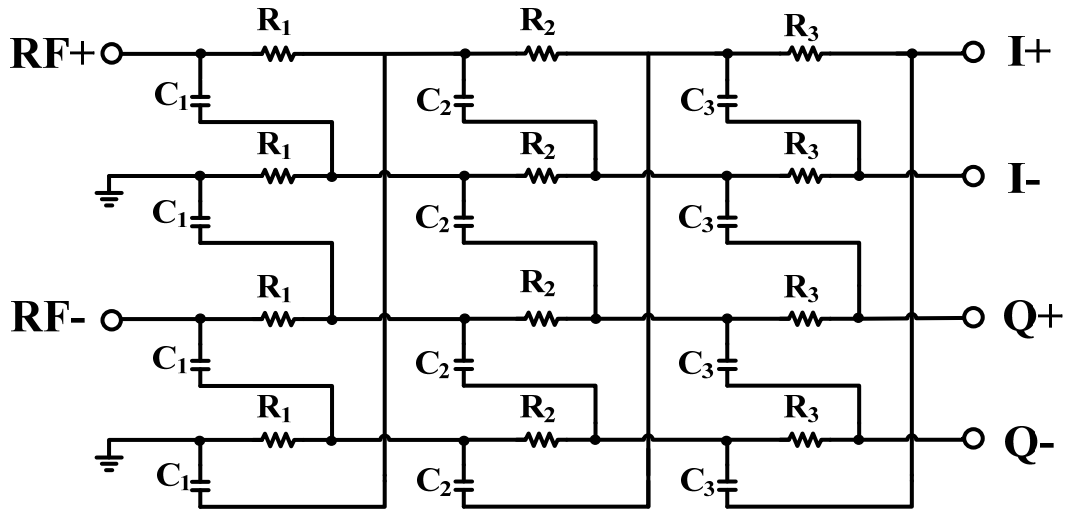 R1 R2 R3
RF+ I+
C1 C2 C3
R1 R2 R3
I-
C1 C2 C3
R1 R2 R3
RF- Q+
C1 C2 C3
R1 R2 R3
Q-
C1 C2 C3